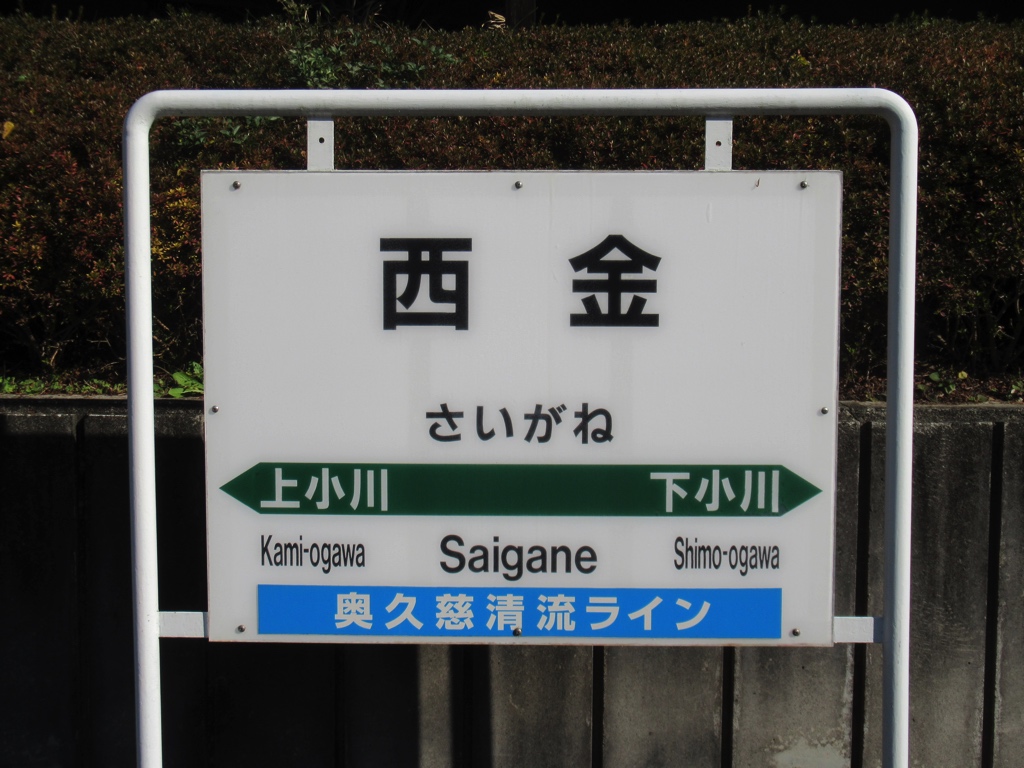 西金
さいがね
上小川 下小川
Kami-ogawa Saigane Shimo-ogawa
奥久慈清流ライン